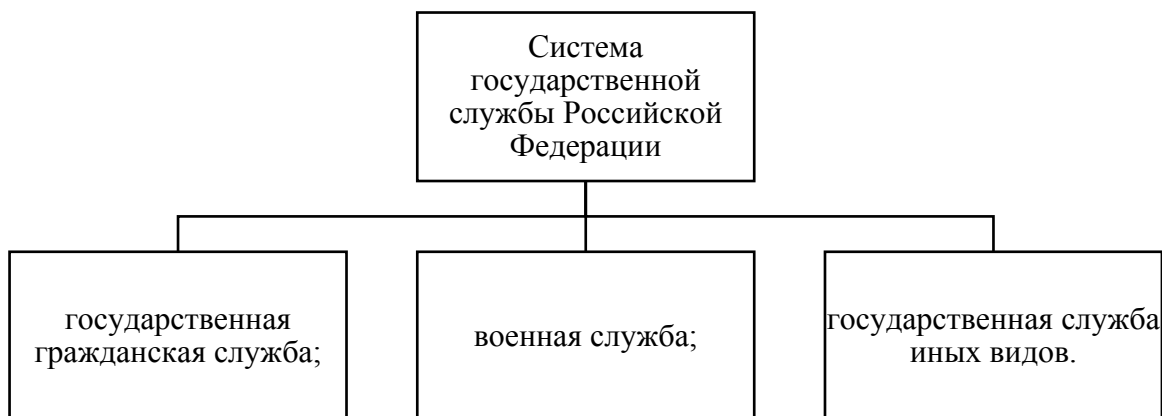 Система
государственной
службы Российской
Федерации
государственная
гражданская служба;
военная служба;
государственная служба
иных видов.